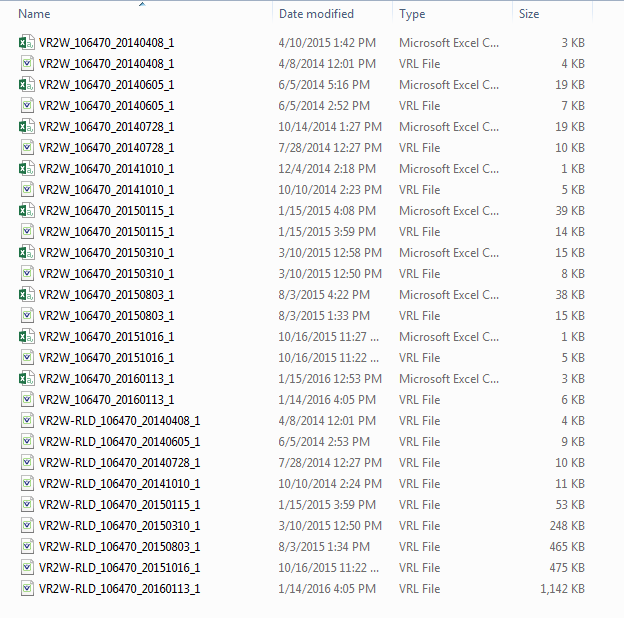 Name Date modified Type Size
VR2W_106470_20140408_1 4/10/2015 1:42 PM Microsoft Excel C... 3 KB
VR2W_106470_20140408_1 4/8/2014 12:01 PM VRL File 4 KB
VR2W_106470_20140605_1 6/5/2014 5:16 PM Microsoft Excel C... 19 KB
VR2W_106470_20140605_1 6/5/2014 2:52 PM VRL File 7 KB
VR2W_106470_20140728_1 10/14/2014 1:27 PM Microsoft Excel C... 19 KB
VR2W_106470_20140728_1 7/28/2014 12:27 PM VRL File 10 KB
VR2W_106470_20141010_1 12/4/2014 2:18 PM Microsoft Excel C... 1 KB
VR2W_106470_20141010_1 10/10/2014 2:23 PM VRL File 5 KB
VR2W_106470_20150115_1 1/15/2015 4:08 PM Microsoft Excel C... 39 KB
VR2W_106470_20150115_1 1/15/2015 3:59 PM VRL File 14 KB
VR2W_106470_20150310_1 3/10/2015 12:58 PM Microsoft Excel C... 15 KB
VR2W_106470_20150310_1 3/10/2015 12:50 PM VRL File 8 KB
VR2W_106470_20150803_1 8/3/2015 4:22 PM Microsoft Excel C... 38 KB
VR2W_106470_20150803_1 8/3/2015 1:33 PM VRL File 15 KB
VR2W_106470_20151016_1 10/16/2015 11:27 ... Microsoft Excel C... 1 KB
VR2W_106470_20151016_1 10/16/2015 11:22 ... VRL File 5 KB
VR2W_106470_20160113_1 1/15/2016 12:53 PM Microsoft Excel C... 3 KB
VR2W_106470_20160113_1 1/14/2016 4:05 PM VRL File 6 KB
VR2W-RLD_106470_20140408_1 4/8/2014 12:01 PM VRL File 4 KB
VR2W-RLD_106470_20140605_1 6/5/2014 2:53 PM VRL File 9 KB
VR2W-RLD_106470_20140728_1 7/28/2014 12:27 PM VRL File 10 KB
VR2W-RLD_106470_20141010_1 10/10/2014 2:24 PM VRL File 11 KB
VR2W-RLD_106470_20150115_1 1/15/2015 3:59 PM VRL File 53 KB
VR2W-RLD_106470_20150310_1 3/10/2015 12:50 PM VRL File 248 KB
VR2W-RLD_106470_20150803_1 8/3/2015 1:34 PM VRL File 465 KB
VR2W-RLD_106470_20151016_1 10/16/2015 11:22 ... VRL File 475 KB
VR2W-RLD_106470_20160113_1 1/14/2016 4:05 PM VRL File 1,142 KB